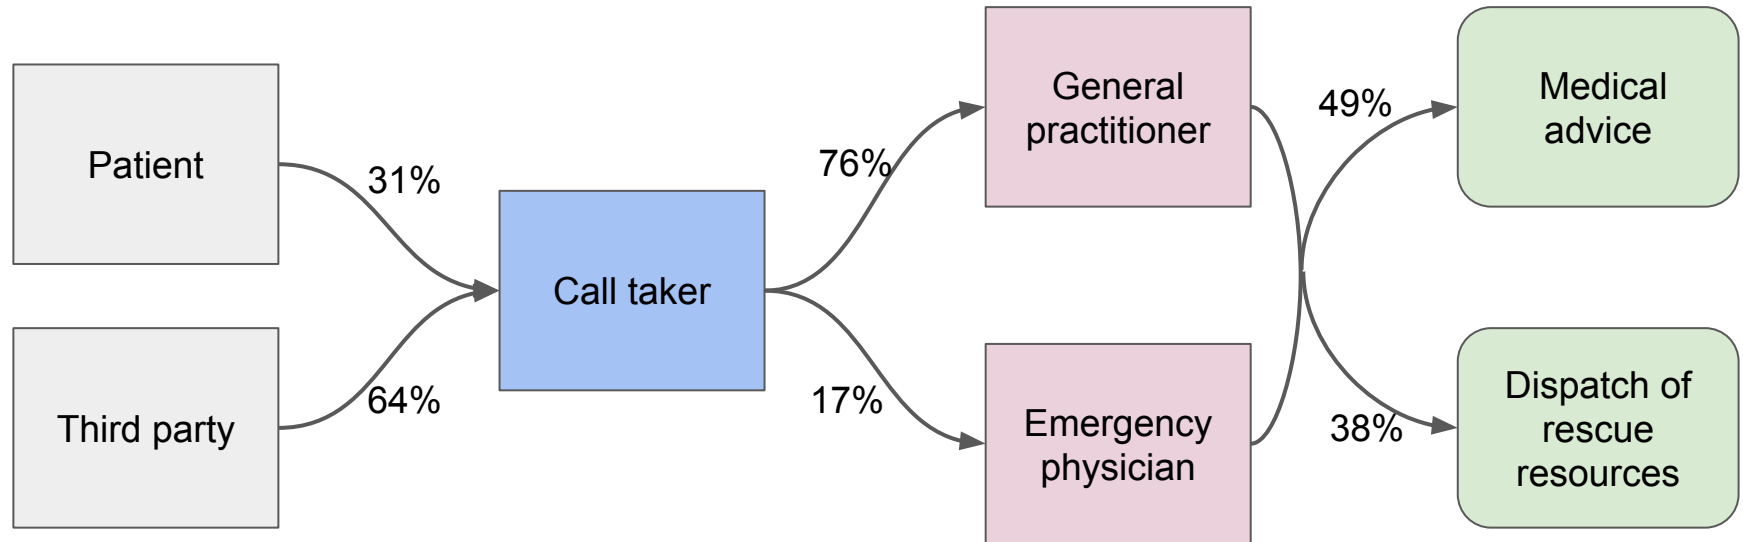 Patient
31%
Third party
64%
Call taker
76%
17%
General
practitioner
Emergency
physician
49%
38%
Medical
advice
Dispatch of
rescue
resources